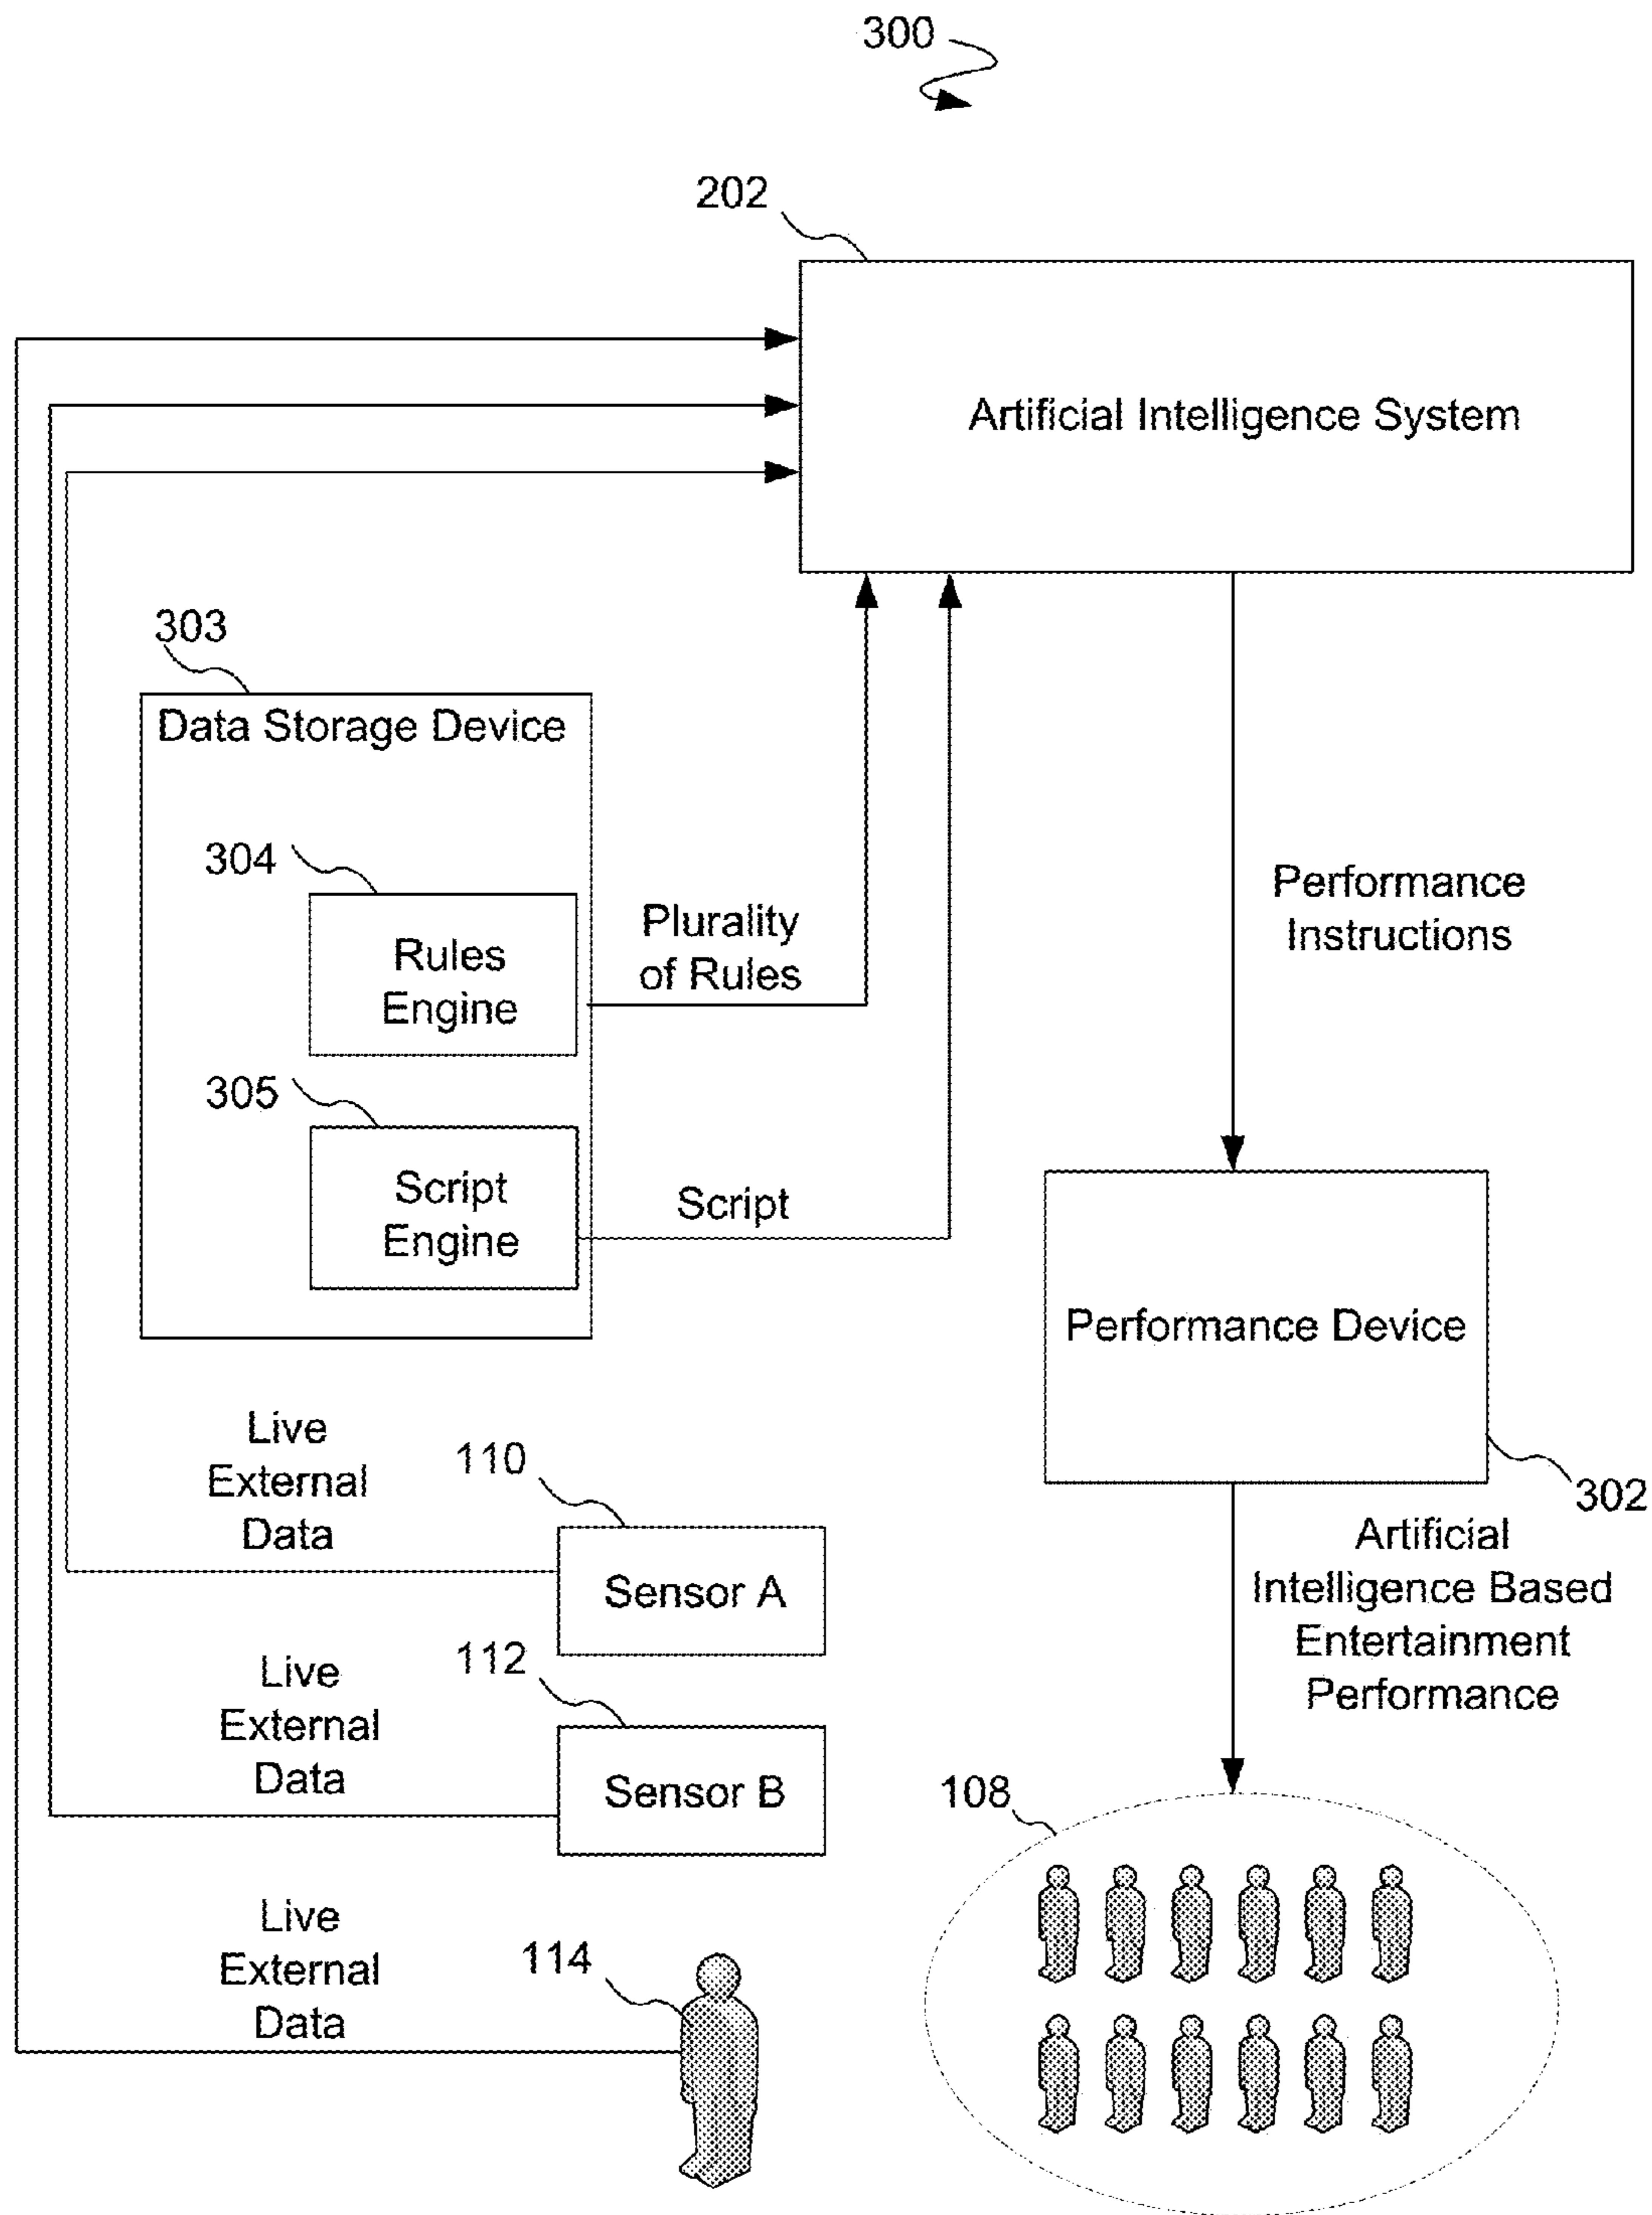 300
202
Artificial Intelligence System
303
Data Storage Device
304
Rules
Engine
Plurality
of Rules
305
Script
Engine
Script
Performance
Instructions
Performance Device
302
Live
External
Data
110
Sensor A
Artificial
Intelligence Based
Entertainment
Performance
Live
External
Data
112
Sensor B
108
Live
External
Data
114